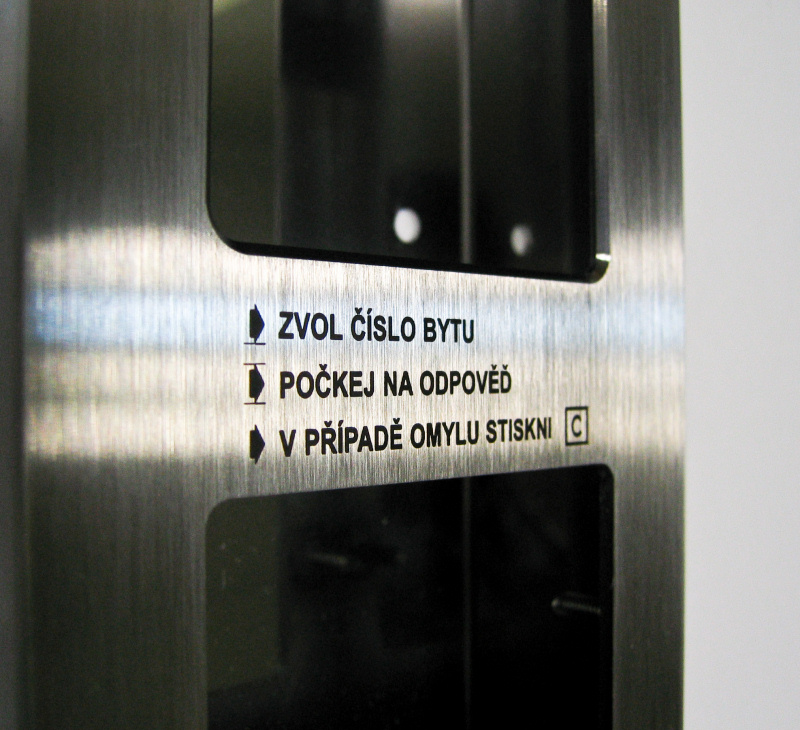 ZVOL ČÍSLO BYTU
POČKEJ NA ODPOVĚĎ
V PŘÍPADĚ OMYLU STISKNI C